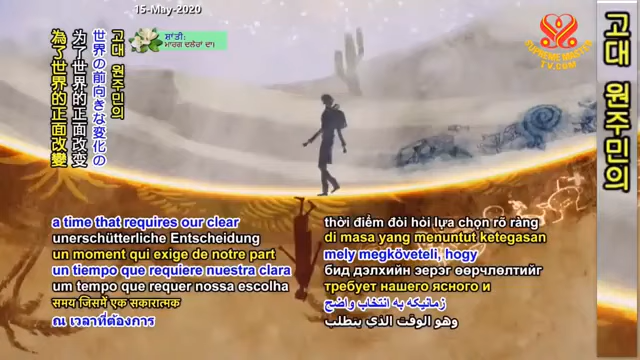 15-May-2020
ਸ਼ਾਂਤੀ:
ਮਾਰਗ ਦਲੇਰਾਂ ਦਾ।
SUPREME MASTER
TV.COM
고대 원주민의
世界の前向きな変化の
为了世界的正面改变
為了世界的正面改變
고대 원주민의
a time that requires our clear
unerschütterliche Entscheidung
un moment qui exige de notre part
un tiempo que requiere nuestra clara
um tempo que requer nossa escolha
समय जिसमें एक सकारात्मक
ณ เวลาที่ต้องการ
thời điểm đòi hỏi lựa chọn rõ ràng
di masa yang menuntut ketegasan
mely megköveteli, hogy
бид дэлхийн эерэг өөрчлөлтийг
требует нашего ясного и
زمانیکه به انتخاب واضح
وهو الوقت الذي يتطلب